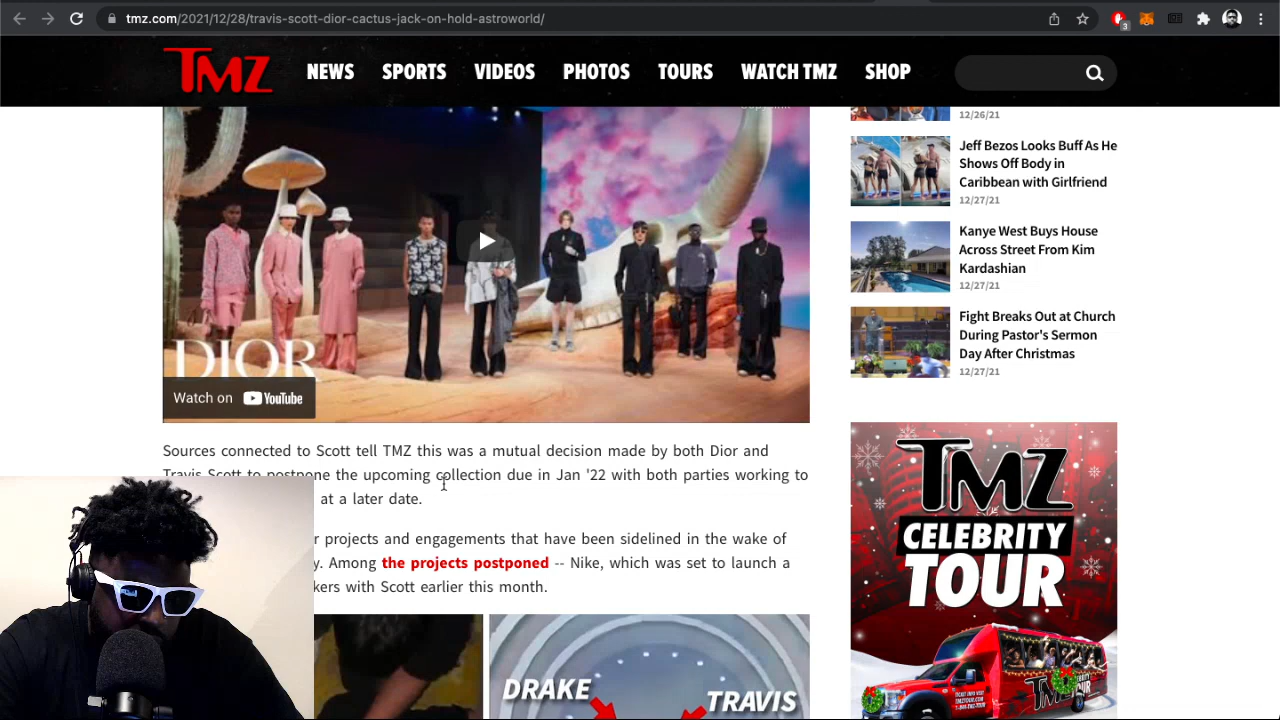 tmz.com/2021/12/28/travis-scott-dior-cactus-jack-on-hold-astroworld/
3
TMZ
NEWS
SPORTS
VIDEOS
PHOTOS
TOURS
WATCH TMZ
SHOP
DIOR
Watch on YouTube
Sources connected to Scott tell TMZ this was a mutual decision made by both Dior and
Travis Scott to postpone the upcoming collection due in Jan '22 with both parties working to
at a later date.
r projects and engagements that have been sidelined in the wake of
y. Among the projects postponed -- Nike, which was set to launch a
kers with Scott earlier this month.
DRAKE
TRAVIS
12/26/21
Jeff Bezos Looks Buff As He
Shows Off Body in
Caribbean with Girlfriend
12/27/21
Kanye West Buys House
Across Street From Kim
Kardashian
12/27/21
Fight Breaks Out at Church
During Pastor's Sermon
Day After Christmas
12/27/21
TMZ
CELEBRITY
TOUR